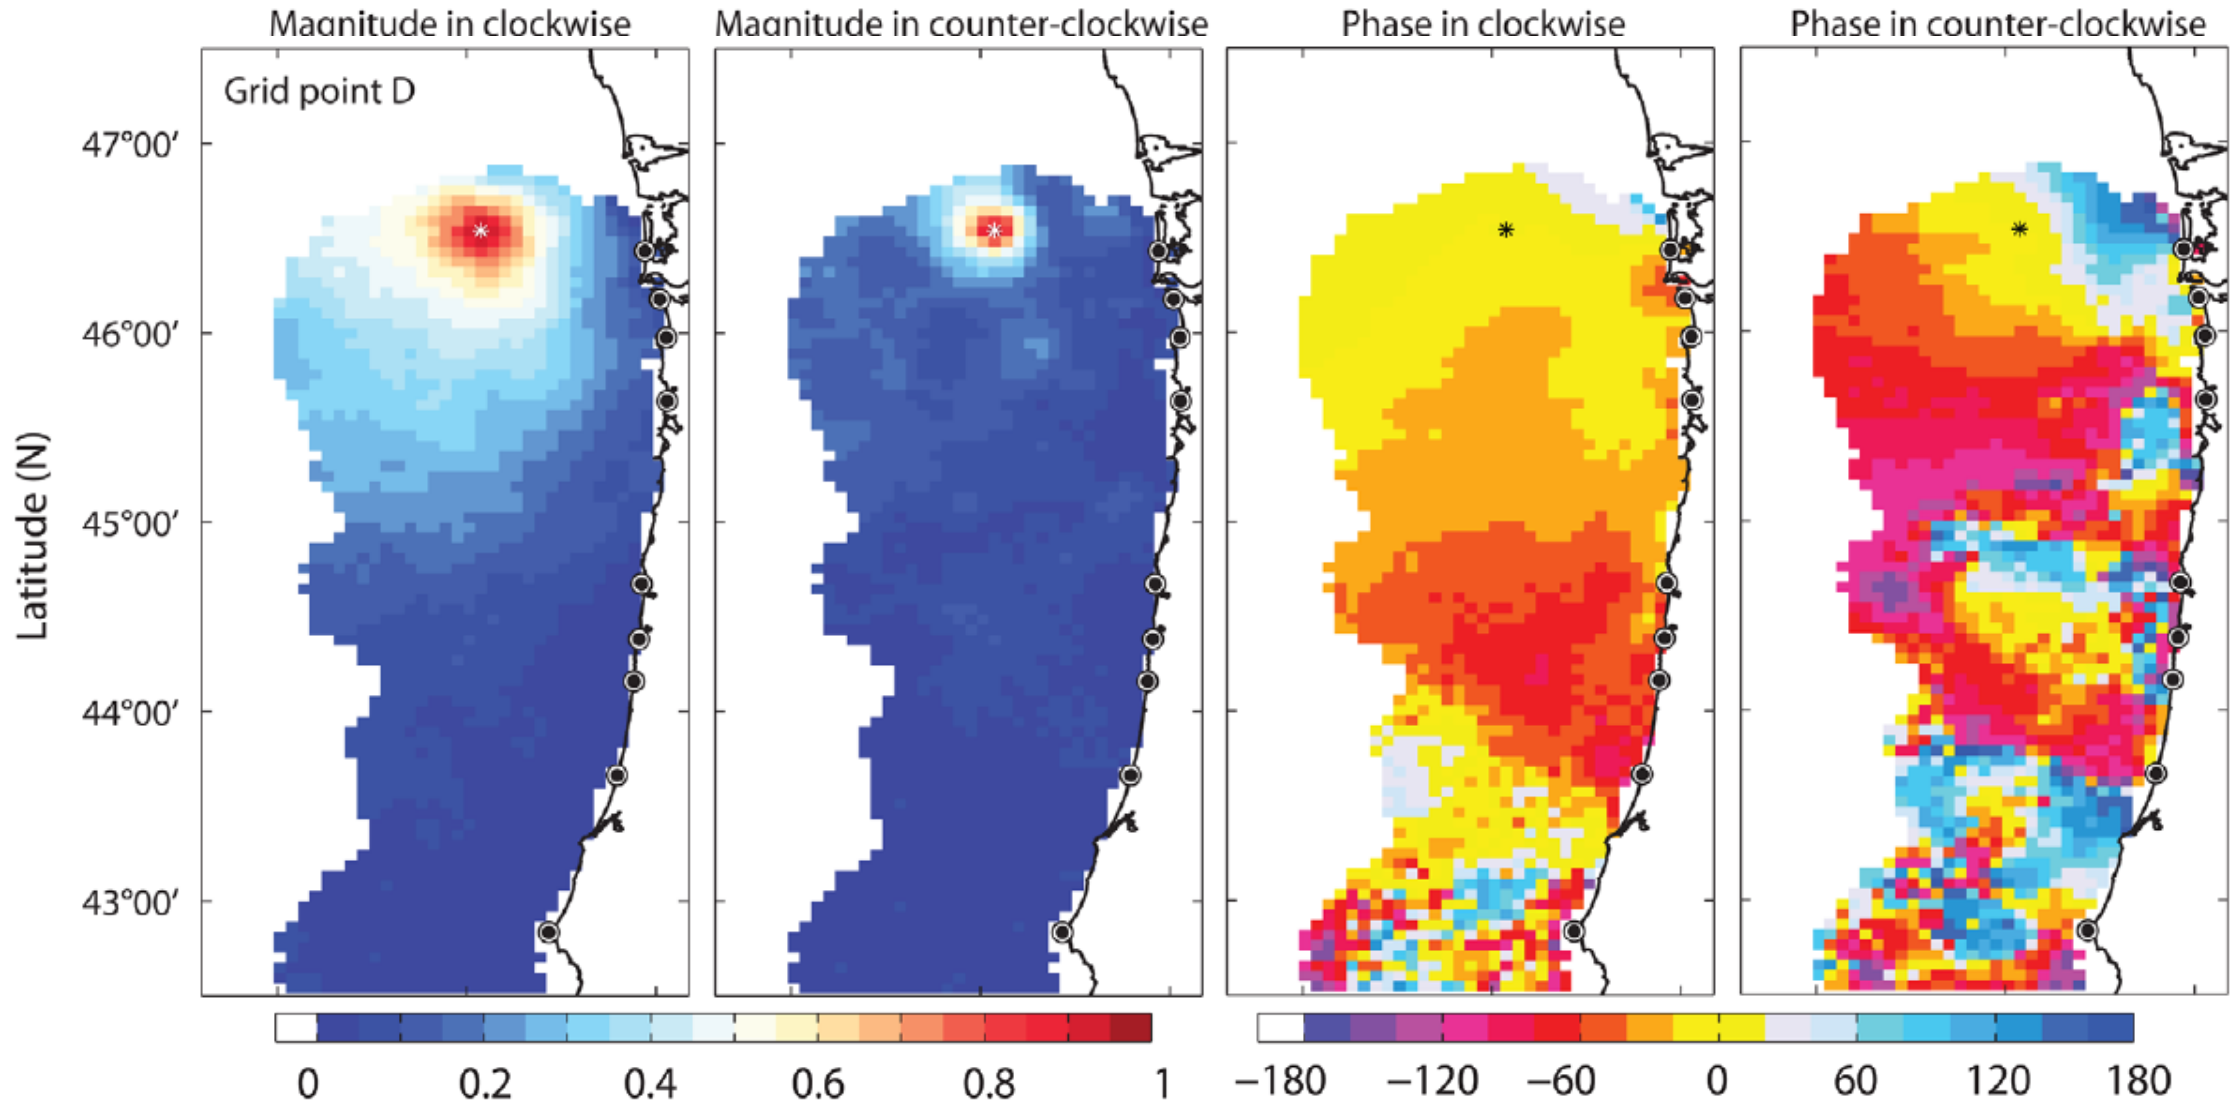 Magnitude in clockwise
Magnitude in counter-clockwise
Phase in clockwise
Phase in counter-clockwise
Grid point D
47°00′
46°00′
45°00′
44°00′
43°00′
Latitude (N)
0 0.2 0.4 0.6 0.8 1
−180 −120 −60 0 60 120 180